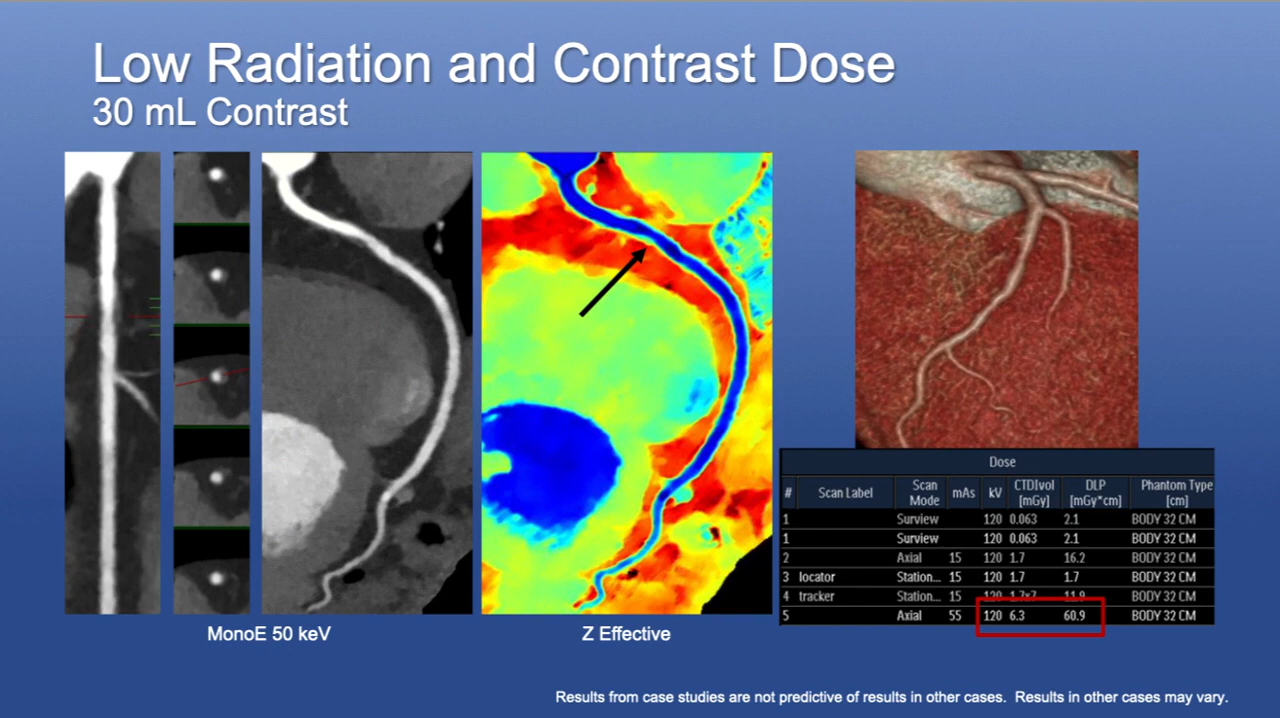 Low Radiation and Contrast Dose
30 mL Contrast
MonoE 50 keV
Z Effective
Dose
# Scan Label Scan Mode mAs kV CTDIvol [mGy] DLP [mGy*cm] Phantom Type [cm]
1 Surview 120 0.063 2.1 BODY 32 CM
1 Surview 120 0.063 2.1 BODY 32 CM
2 Axial 15 120 1.7 16.2 BODY 32 CM
3 locator Station... 15 120 1.7 1.7 BODY 32 CM
4 tracker Station... 15 120 1.7*7 11.9 BODY 32 CM
5 Axial 55 120 6.3 60.9 BODY 32 CM
Results from case studies are not predictive of results in other cases. Results in other cases may vary.